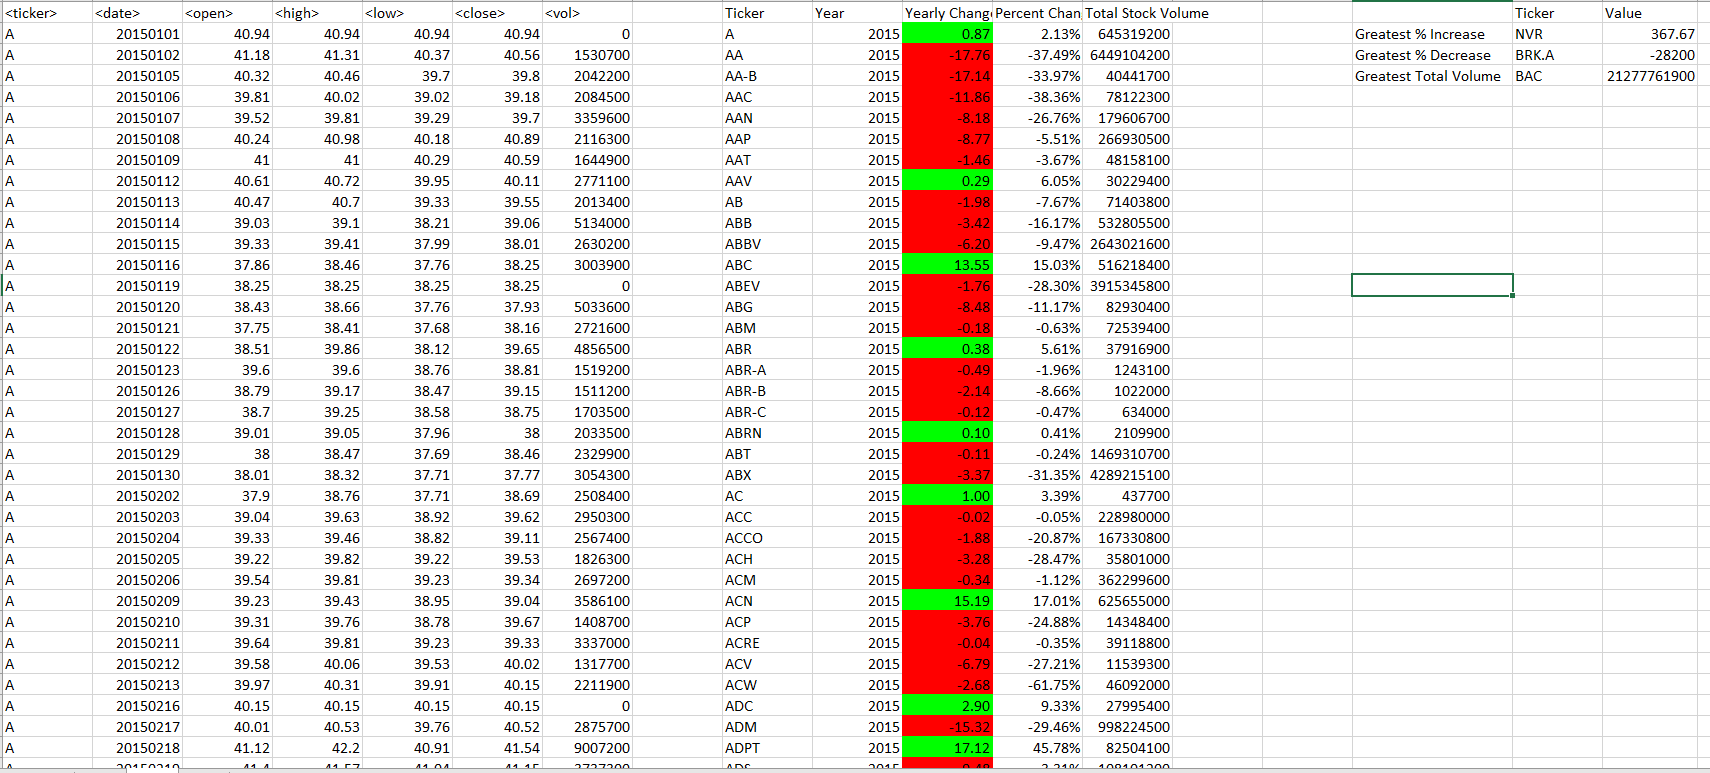 <ticker> <date> <open> <high> <low> <close> <vol> Ticker Year Yearly Chang Percent Chan Total Stock Volume Ticker Value
A 20150101 40.94 40.94 40.94 40.94 0 A 2015 0.87 2.13% 645319200 Greatest % Increase NVR 367.67
A 20150102 41.18 41.31 40.37 40.56 1530700 AA 2015 -17.76 -37.49% 6449104200 Greatest % Decrease BRK.A -28200
A 20150105 40.32 40.46 39.7 39.8 2042200 AA-B 2015 -17.14 -33.97% 40441700 Greatest Total Volume BAC 21277761900
A 20150106 39.81 40.02 39.02 39.18 2084500 AAC 2015 -11.86 -38.36% 78122300
A 20150107 39.52 39.81 39.29 39.7 3359600 AAN 2015 -8.18 -26.76% 179606700
A 20150108 40.24 40.98 40.18 40.89 2116300 AAP 2015 -8.77 -5.51% 266930500
A 20150109 41 41 40.29 40.59 1644900 AAT 2015 -1.46 -3.67% 48158100
A 20150112 40.61 40.72 39.95 40.11 2771100 AAV 2015 0.29 6.05% 30229400
A 20150113 40.47 40.7 39.33 39.55 2013400 AB 2015 -1.98 -7.67% 71403800
A 20150114 39.03 39.1 38.21 39.06 5134000 ABB 2015 -3.42 -16.17% 532805500
A 20150115 39.33 39.41 37.99 38.01 2630200 ABBV 2015 -6.20 -9.47% 2643021600
A 20150116 37.86 38.46 37.76 38.25 3003900 ABC 2015 13.55 15.03% 516218400
A 20150119 38.25 38.25 38.25 38.25 0 ABEV 2015 -1.76 -28.30% 3915345800
A 20150120 38.43 38.66 37.76 37.93 5033600 ABG 2015 -8.48 -11.17% 82930400
A 20150121 37.75 38.41 37.68 38.16 2721600 ABM 2015 -0.18 -0.63% 72539400
A 20150122 38.51 39.86 38.12 39.65 4856500 ABR 2015 0.38 5.61% 37916900
A 20150123 39.6 39.6 38.76 38.81 1519200 ABR-A 2015 -0.49 -1.96% 1243100
A 20150126 38.79 39.17 38.47 39.15 1511200 ABR-B 2015 -2.14 -8.66% 1022000
A 20150127 38.7 39.25 38.58 38.75 1703500 ABR-C 2015 -0.12 -0.47% 634000
A 20150128 39.01 39.05 37.96 38 2033500 ABRN 2015 0.10 0.41% 2109900
A 20150129 38 38.47 37.69 38.46 2329900 ABT 2015 -0.11 -0.24% 1469310700
A 20150130 38.01 38.32 37.71 37.77 3054300 ABX 2015 -3.37 -31.35% 4289215100
A 20150202 37.9 38.76 37.71 38.69 2508400 AC 2015 1.00 3.39% 437700
A 20150203 39.04 39.63 38.92 39.62 2950300 ACC 2015 -0.02 -0.05% 228980000
A 20150204 39.33 39.46 38.82 39.11 2567400 ACCO 2015 -1.88 -20.87% 167330800
A 20150205 39.22 39.82 39.22 39.53 1826300 ACH 2015 -3.28 -28.47% 35801000
A 20150206 39.54 39.81 39.23 39.34 2697200 ACM 2015 -0.34 -1.12% 362299600
A 20150209 39.23 39.43 38.95 39.04 3586100 ACN 2015 15.19 17.01% 625655000
A 20150210 39.31 39.76 38.78 39.67 1408700 ACP 2015 -3.76 -24.88% 14348400
A 20150211 39.64 39.81 39.23 39.33 3337000 ACRE 2015 -0.04 -0.35% 39118800
A 20150212 39.58 40.06 39.53 40.02 1317700 ACV 2015 -6.79 -27.21% 11539300
A 20150213 39.97 40.31 39.91 40.15 2211900 ACW 2015 -2.68 -61.75% 46092000
A 20150216 40.15 40.15 40.15 40.15 0 ADC 2015 2.90 9.33% 27995400
A 20150217 40.01 40.53 39.76 40.52 2875700 ADM 2015 -15.32 -29.46% 998224500
A 20150218 41.12 42.2 40.91 41.54 9007200 ADPT 2015 17.12 45.78% 82504100